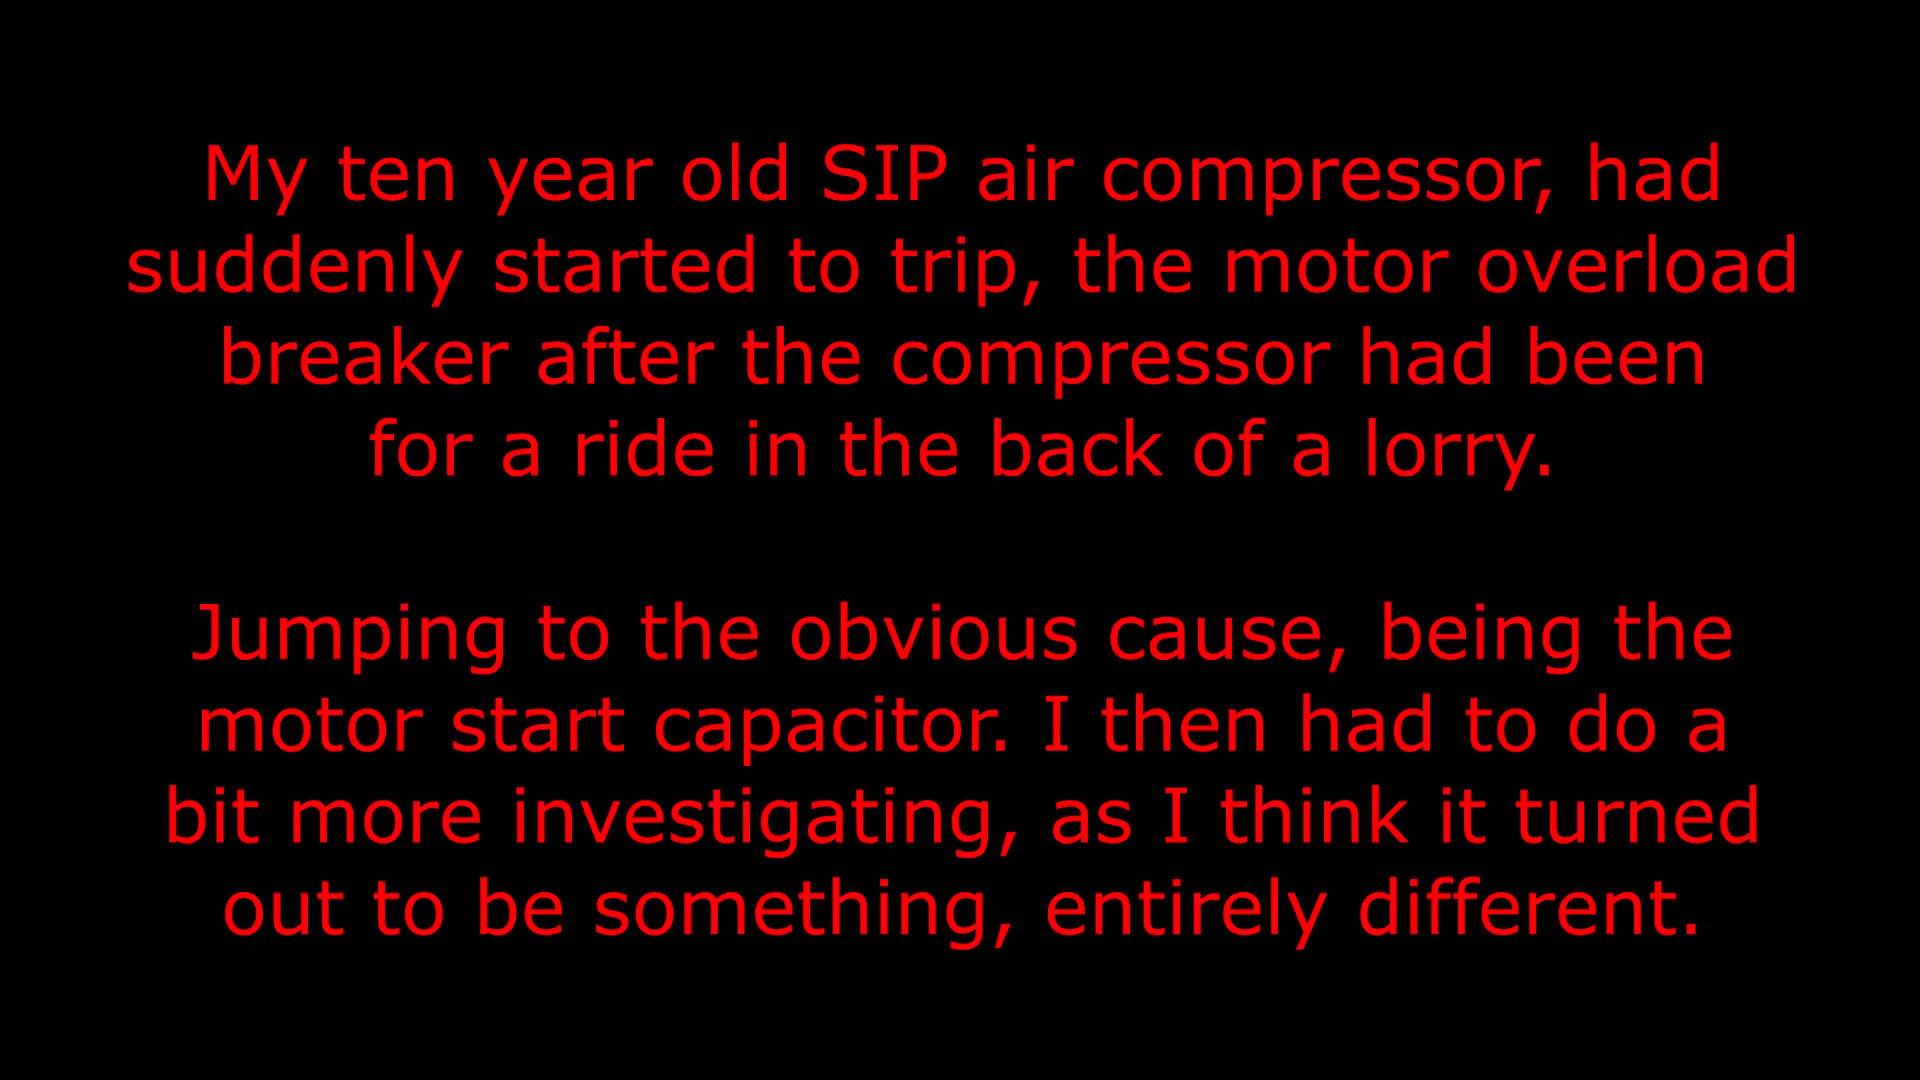 My ten year old SIP air compressor, had
suddenly started to trip, the motor overload
breaker after the compressor had been
for a ride in the back of a lorry.
Jumping to the obvious cause, being the
motor start capacitor. I then had to do a
bit more investigating, as I think it turned
out to be something, entirely different.